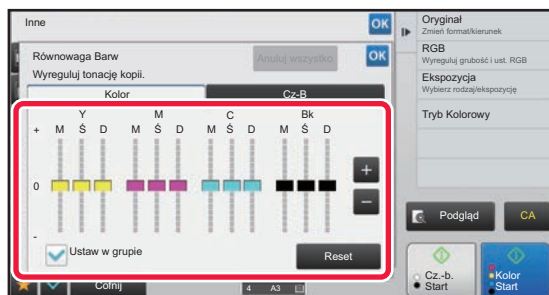 Inne
OK
Równowaga Barw
Anuluj wszystko
OK
Wyreguluj tonację kopii.
Kolor
Cz-B
Y M C Bk
+ M Ś D M Ś D M Ś D M Ś D
0
+
-
-
Ustaw w grupie
Reset
Cofnij
4 A3
Oryginał
Zmień format/kierunek
RGB
Wyreguluj grubość i ust. RGB
Ekspozycja
Wybierz rodzaj/ekspozycję
Tryb Kolorowy
Podgląd
CA
Cz.-b.
Start
Kolor
Start